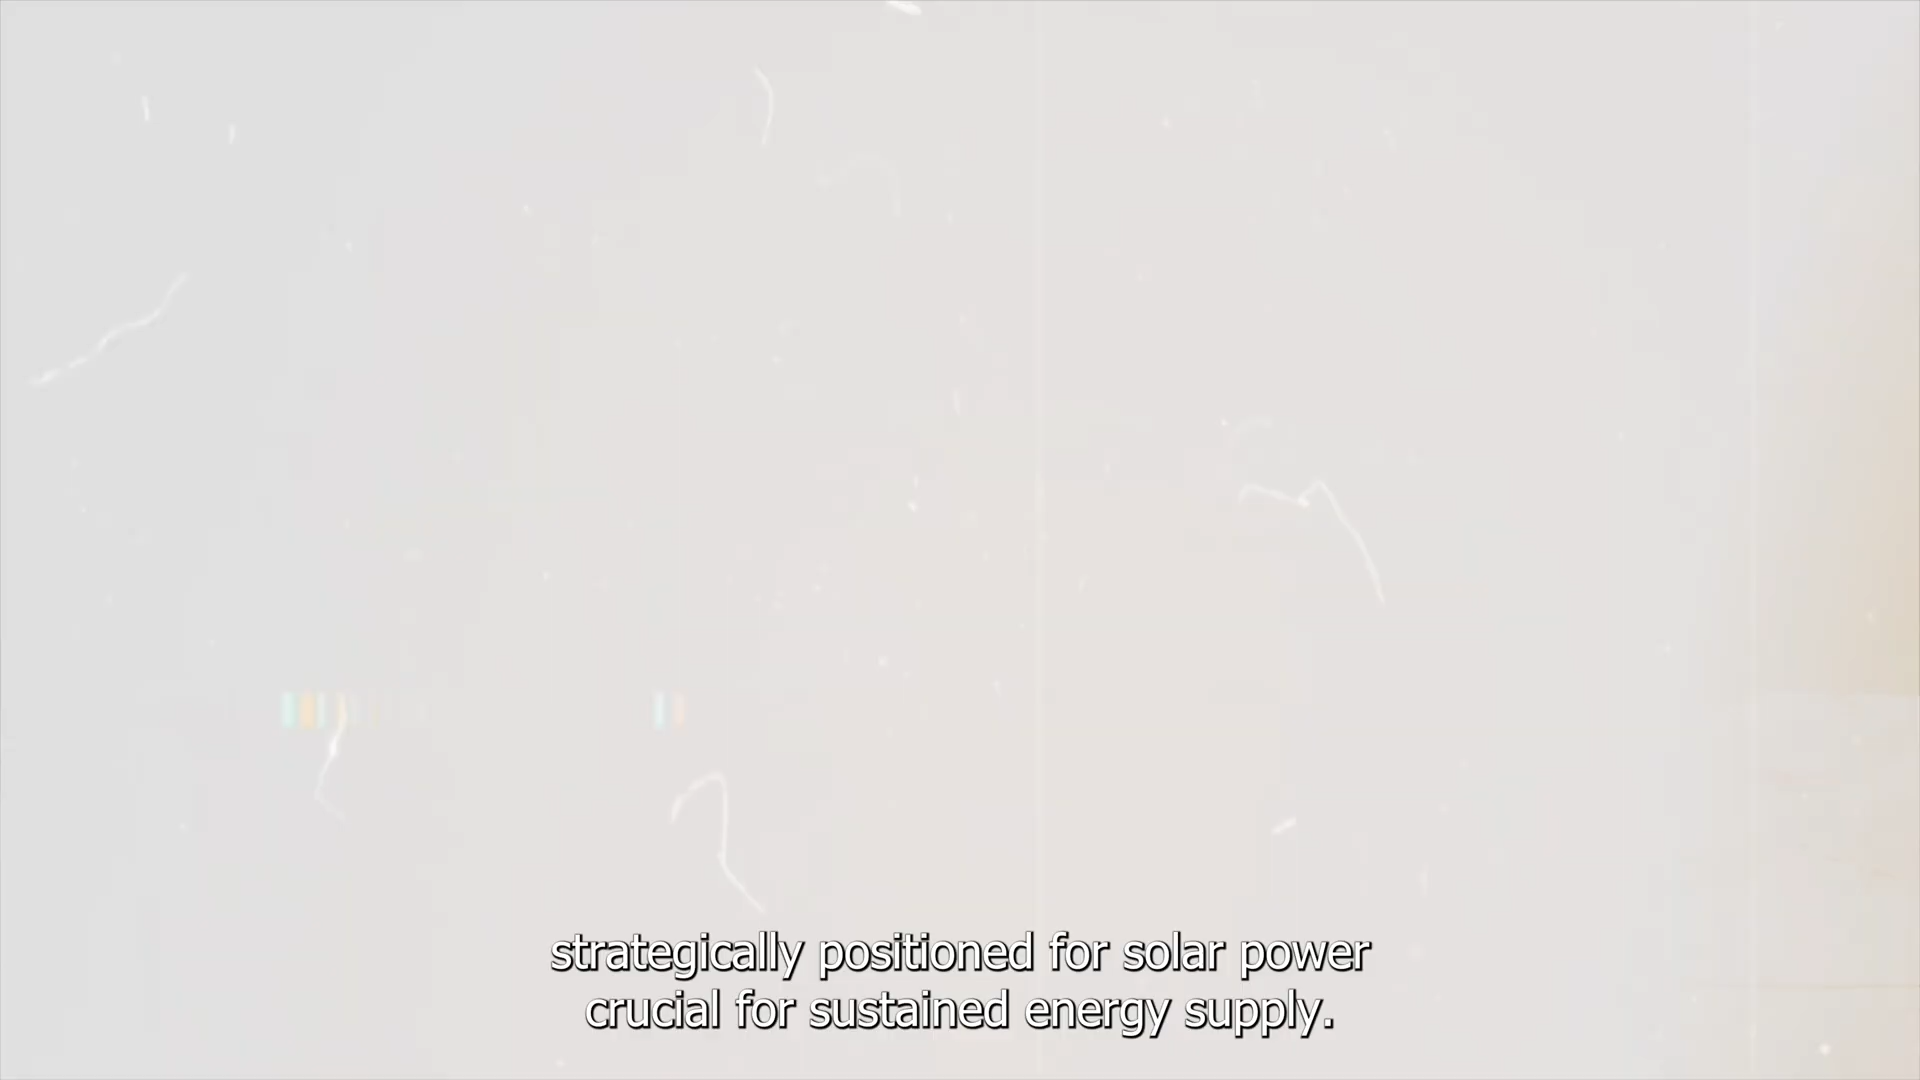 strategically positioned for solar power
crucial for sustained energy supply.